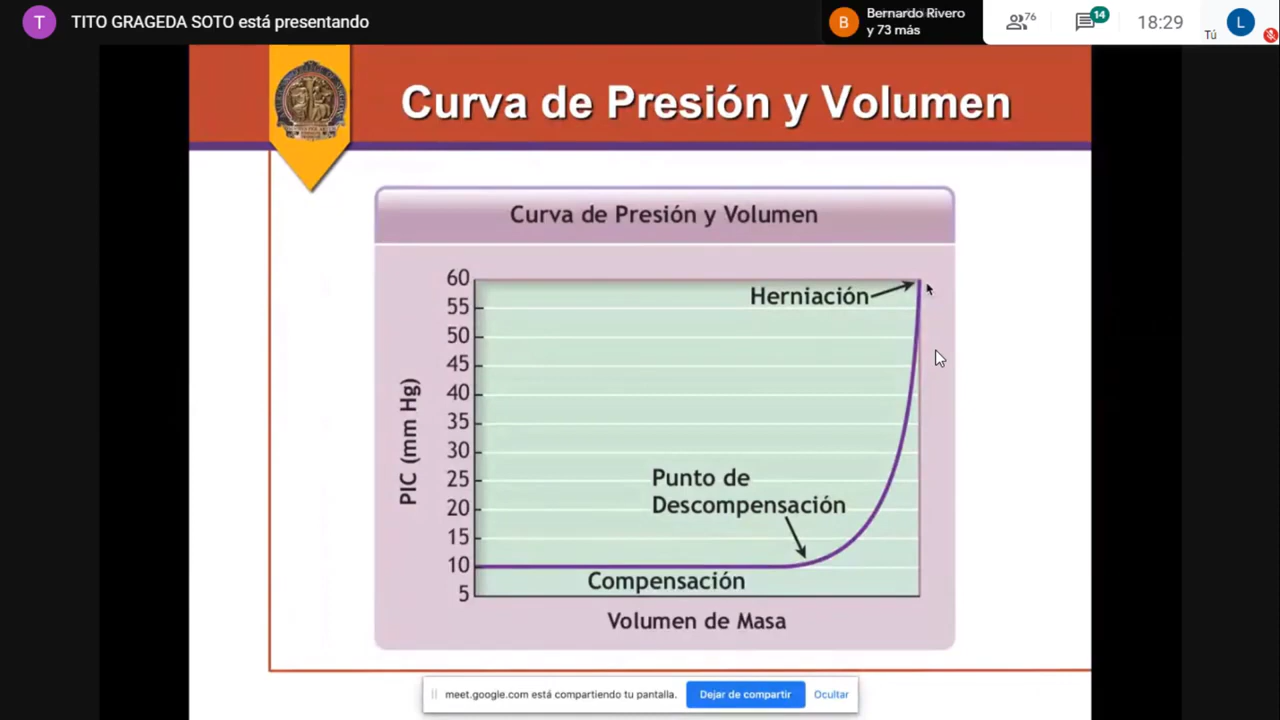 T TITO GRAGEDA SOTO está presentando
B Bernardo Rivero
y 73 más
76
14
18:29
Tú
L
Curva de Presión y Volumen
Curva de Presión y Volumen
60
55
50
45
40
35
30
25
20
15
10
5
PIC (mm Hg)
Herniación
Punto de
Descompensación
Compensación
Volumen de Masa
meet.google.com está compartiendo tu pantalla.
Dejar de compartir
Ocultar